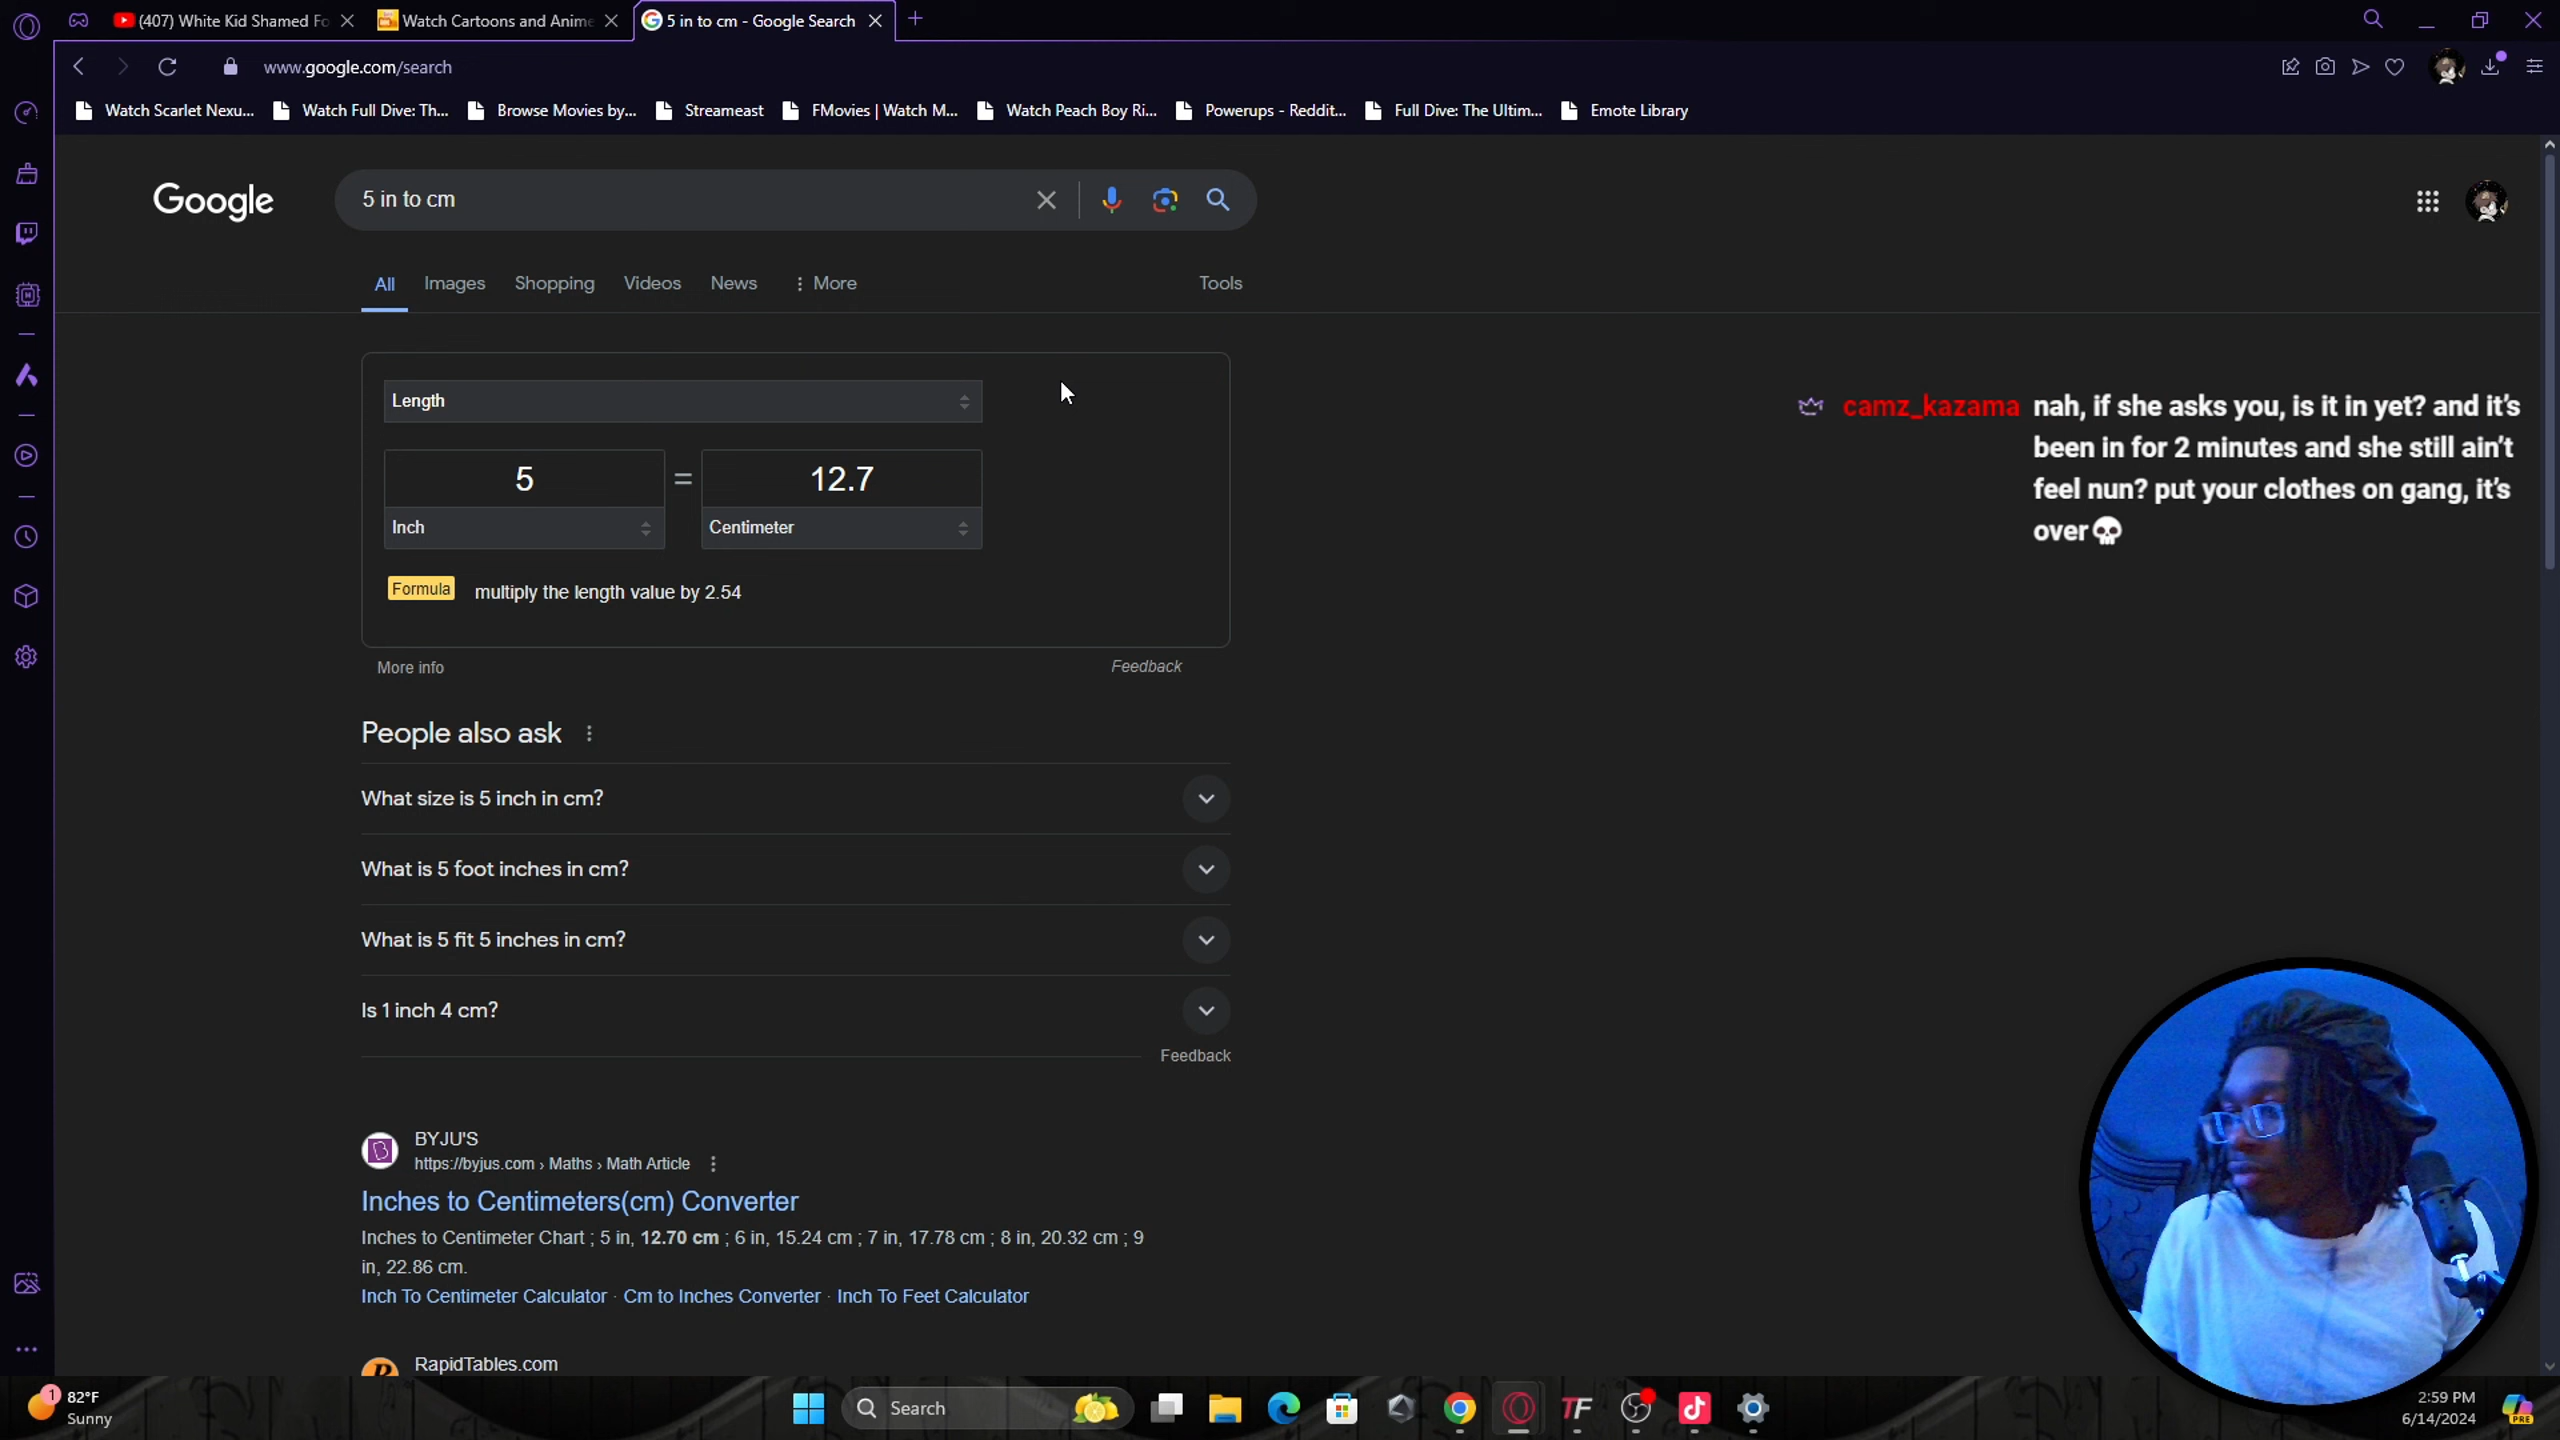 (407) White Kid Shamed Fo
Watch Cartoons and Anime
5 in to cm - Google Search
www.google.com/search
Watch Scarlet Nexu...
Watch Full Dive: Th...
Browse Movies by...
Streameast
FMovies | Watch M...
Watch Peach Boy Ri...
Powerups - Reddit...
Full Dive: The Ultim...
Emote Library
Google
5 in to cm
All
Images
Shopping
Videos
News
More
Tools
Length
5 = 12.7
Inch
Centimeter
Formula multiply the length value by 2.54
More info
Feedback
camz_kazama nah, if she asks you, is it in yet? and it's
been in for 2 minutes and she still ain't
feel nun? put your clothes on gang, it's
over💀
People also ask
What size is 5 inch in cm?
What is 5 foot inches in cm?
What is 5 fit 5 inches in cm?
Is 1 inch 4 cm?
Feedback
BYJU'S
https://byjus.com › Maths › Math Article
Inches to Centimeters(cm) Converter
Inches to Centimeter Chart ; 5 in, 12.70 cm ; 6 in, 15.24 cm ; 7 in, 17.78 cm ; 8 in, 20.32 cm ; 9
in, 22.86 cm.
Inch To Centimeter Calculator · Cm to Inches Converter · Inch To Feet Calculator
RapidTables.com
1
82°F
Sunny
Search
TF
2:59 PM
6/14/2024
PRE